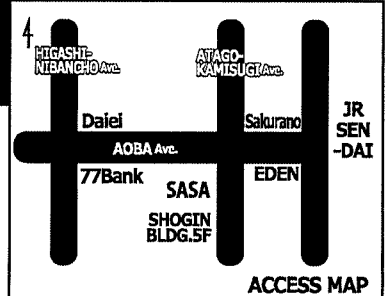 4
HIGASHI-
NIBANCHO Ave.
ATAGO-
KAMISUGI Ave.
Daiei
Sakurano
JR
SEN
-DAI
AOBA Ave.
77Bank
EDEN
SASA
SHOGIN
BLDG.5F
ACCESS MAP